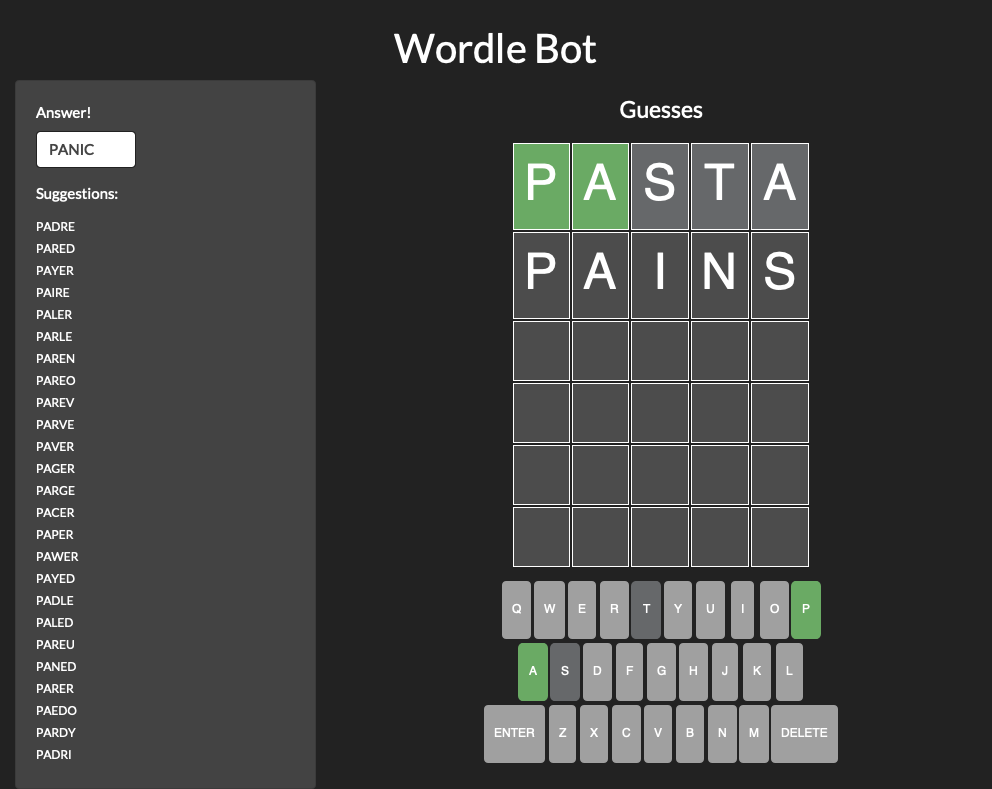 Wordle Bot
Answer!
PANIC
Suggestions:
PADRE
PARED
PAYER
PAIRE
PALER
PARLE
PAREN
PAREO
PAREV
PARVE
PAVER
PAGER
PARGE
PACER
PAPER
PAWER
PAYED
PADLE
PALED
PAREU
PANED
PARER
PAEDO
PARDY
PADRI
Guesses
P A S T A
P A I N S
Q W E R T Y U I O P
A S D F G H J K L
ENTER Z X C V B N M DELETE